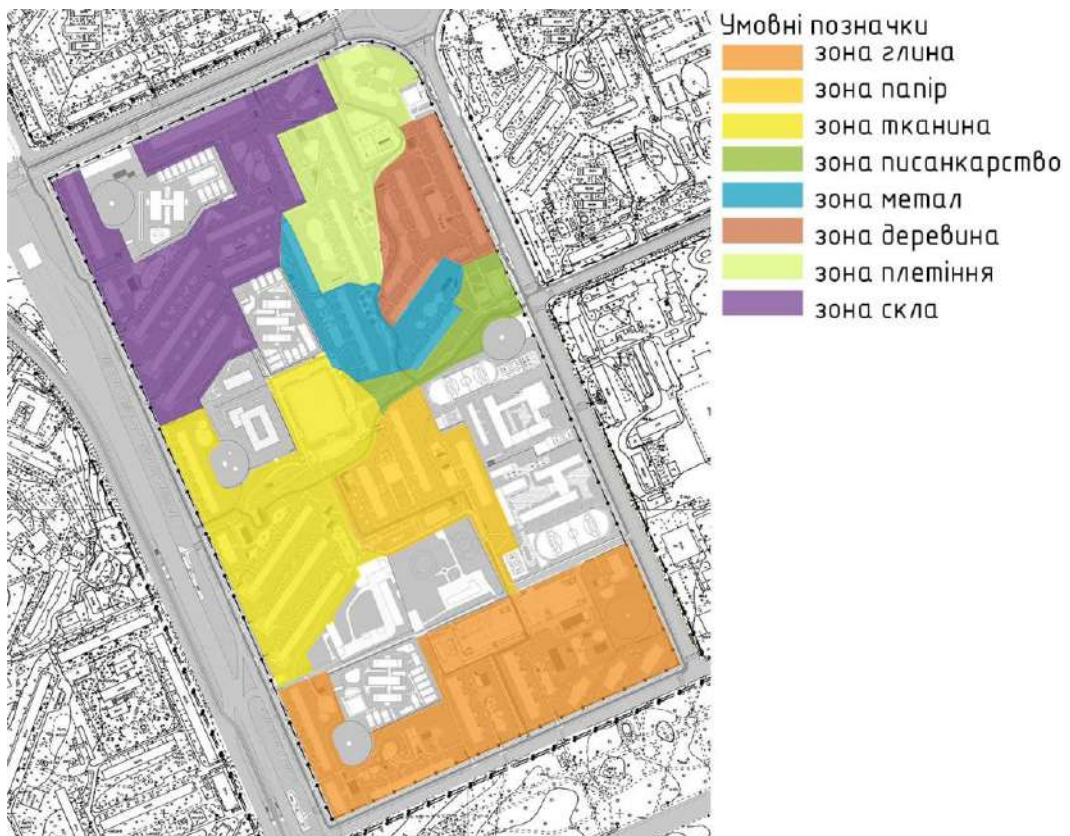 Умовні позначки
зона глина
зона папір
зона тканина
зона писанкарство
зона метал
зона деревина
зона плетіння
зона скла